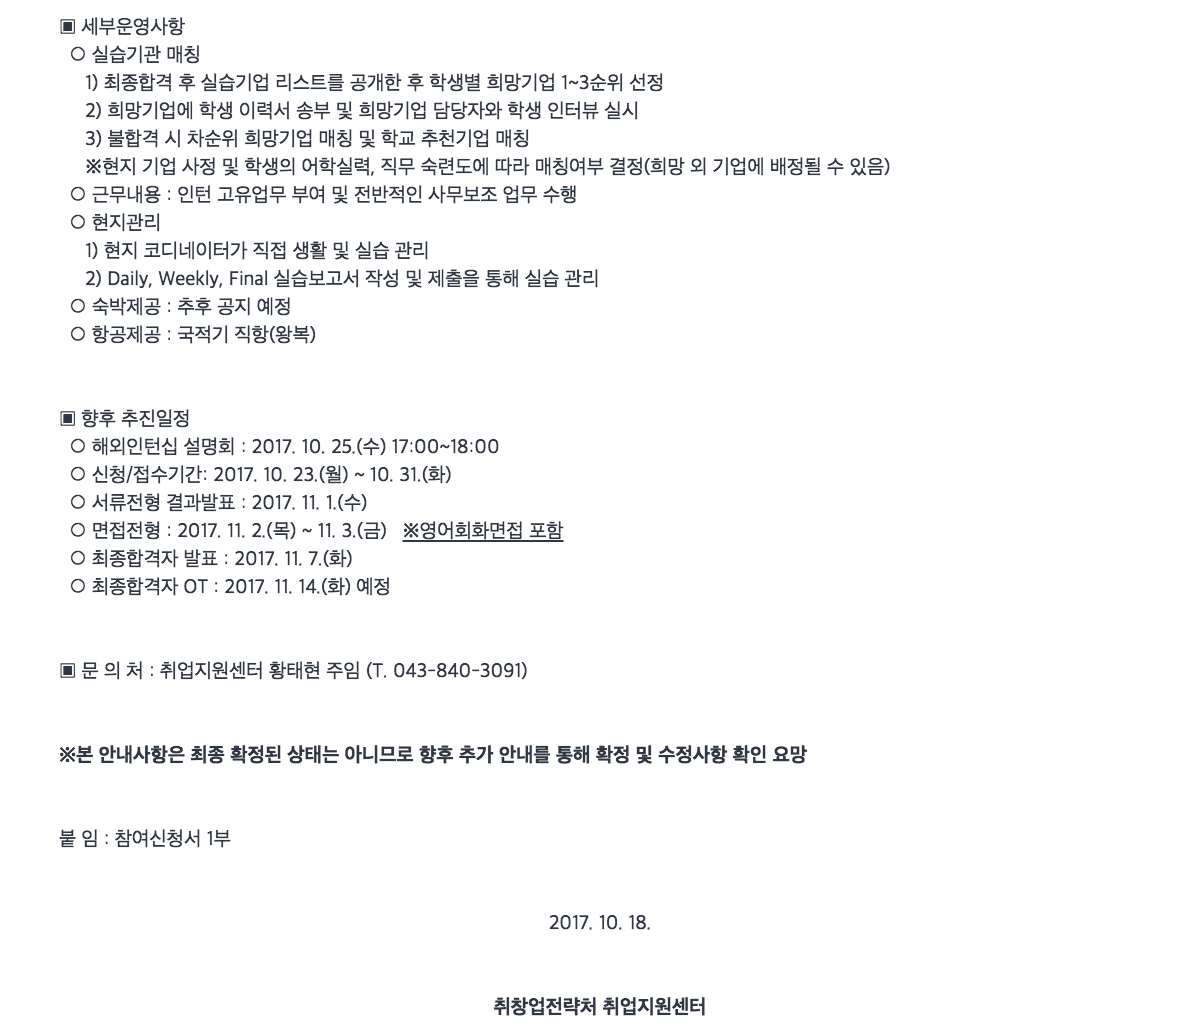 ▣ 세부운영사항
○ 실습기관 매칭
1) 최종합격 후 실습기업 리스트를 공개한 후 학생별 희망기업 1~3순위 선정
2) 희망기업에 학생 이력서 송부 및 희망기업 담당자와 학생 인터뷰 실시
3) 불합격 시 차순위 희망기업 매칭 및 학교 추천기업 매칭
※현지 기업 사정 및 학생의 어학실력, 직무 숙련도에 따라 매칭여부 결정(희망 외 기업에 배정될 수 있음)
○ 근무내용 : 인턴 고유업무 부여 및 전반적인 사무보조 업무 수행
○ 현지관리
1) 현지 코디네이터가 직접 생활 및 실습 관리
2) Daily, Weekly, Final 실습보고서 작성 및 제출을 통해 실습 관리
○ 숙박제공 : 추후 공지 예정
○ 항공제공 : 국적기 직항(왕복)
▣ 향후 추진일정
○ 해외인턴십 설명회 : 2017. 10. 25.(수) 17:00~18:00
○ 신청/접수기간: 2017. 10. 23.(월) ~ 10. 31.(화)
○ 서류전형 결과발표 : 2017. 11. 1.(수)
○ 면접전형 : 2017. 11. 2.(목) ~ 11. 3.(금) ※영어회화면접 포함
○ 최종합격자 발표 : 2017. 11. 7.(화)
○ 최종합격자 OT : 2017. 11. 14.(화) 예정
▣ 문 의 처 : 취업지원센터 황태현 주임 (T. 043-840-3091)
※본 안내사항은 최종 확정된 상태는 아니므로 향후 추가 안내를 통해 확정 및 수정사항 확인 요망
붙 임 : 참여신청서 1부
2017. 10. 18.
취창업전략처 취업지원센터